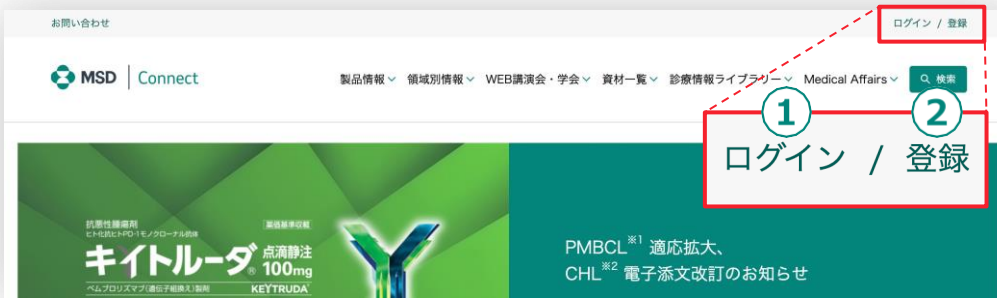 お問い合わせ
ログイン / 登録
MSD Connect
製品情報 領域別情報 WEB講演会・学会 資材一覧 診療情報ライブラリー Medical Affairs 検索
① ②
ログイン / 登録
抗悪性腫瘍剤
ヒト化抗ヒトPD-1モノクローナル抗体
薬価基準収載
キイトルーダ® 点滴静注 100mg
ペムブロリズマブ(遺伝子組換え)製剤 KEYTRUDA
PMBCL※1 適応拡大、
CHL※2 電子添文改訂のお知らせ